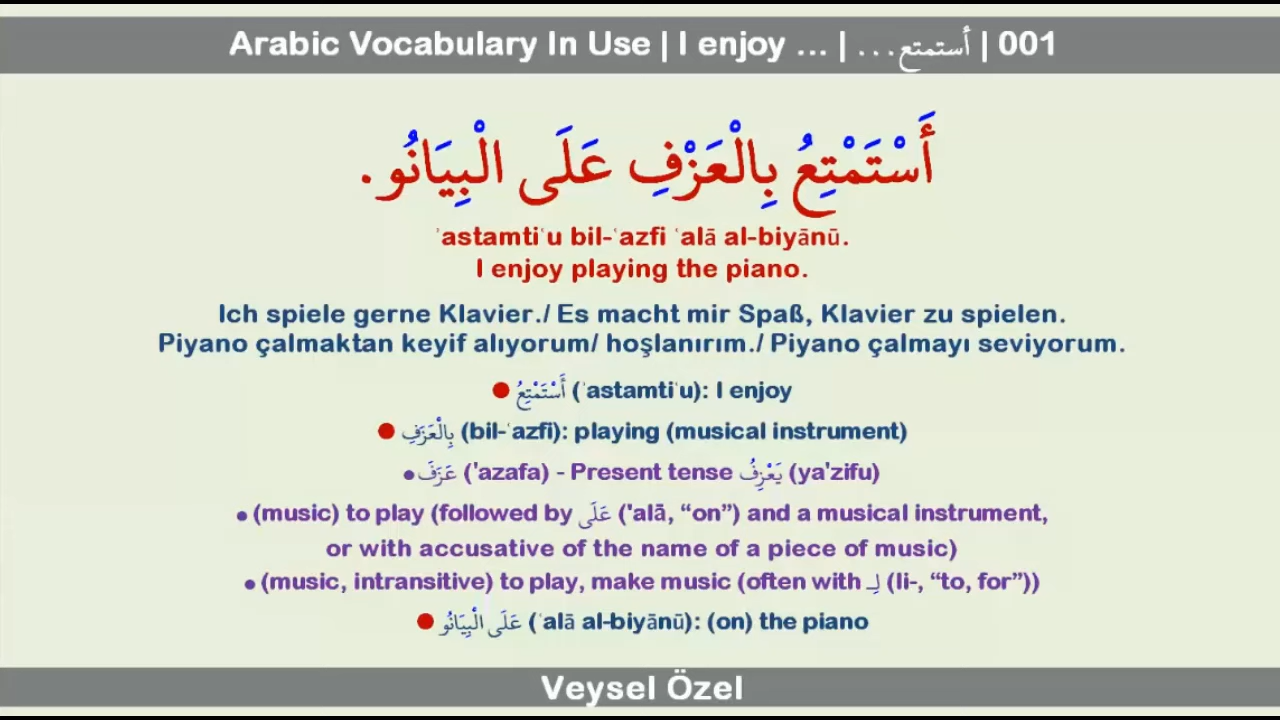 Arabic Vocabulary In Use | I enjoy ... | أستمتع... | 001
أَسْتَمْتِعُ بِالْعَزْفِ عَلَى الْبِيَانُو.
ʾastamtiʿu bil-ʿazfi ʿalā al-biyānū.
I enjoy playing the piano.
Ich spiele gerne Klavier./ Es macht mir Spaß, Klavier zu spielen.
Piyano çalmaktan keyif alıyorum/ hoşlanırım./ Piyano çalmayı seviyorum.
● أَسْتَمْتِعُ (ʾastamtiʿu): I enjoy
● بِالْعَزَفِ (bil-ʿazfi): playing (musical instrument)
● عَزَفَ ('azafa) - Present tense يَعْزِفُ (ya'zifu)
● (music) to play (followed by عَلَى ('alā, “on”) and a musical instrument,
or with accusative of the name of a piece of music)
● (music, intransitive) to play, make music (often with لِـ (li-, “to, for”))
● عَلَى الْبِيَانُو (ʿalā al-biyānū): (on) the piano
Veysel Özel